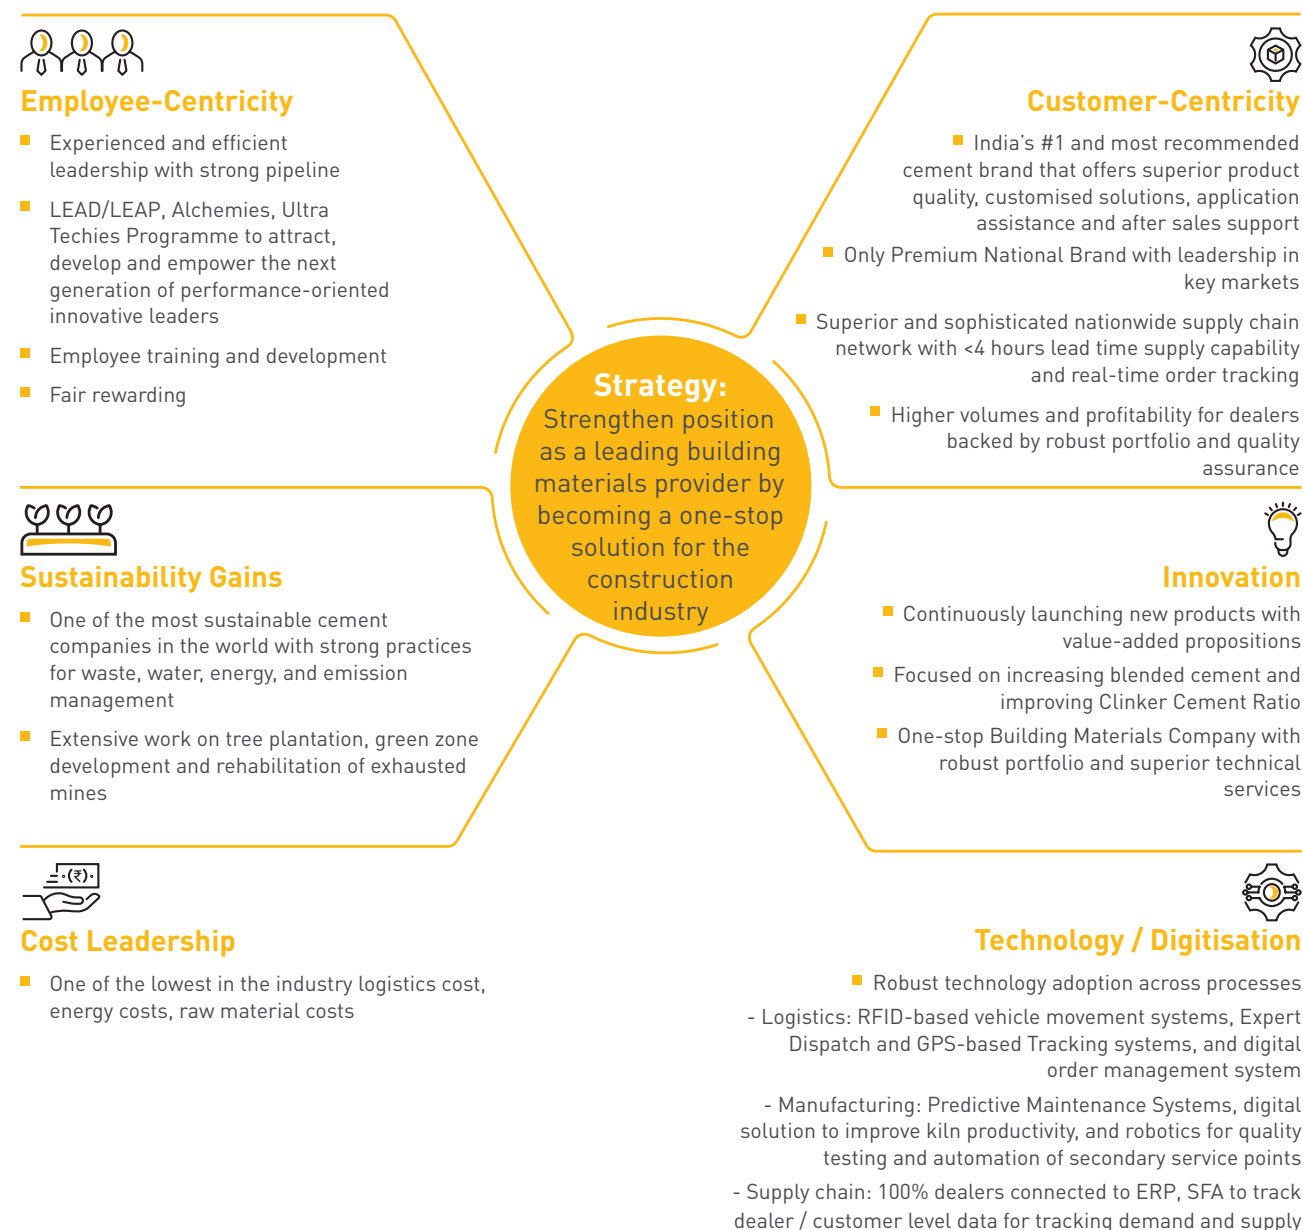 Employee-Centricity
Experienced and efficient
leadership with strong pipeline
LEAD/LEAP, Alchemies, Ultra
Techies Programme to attract,
develop and empower the next
generation of performance-oriented
innovative leaders
Employee training and development
Fair rewarding
Customer-Centricity
India's #1 and most recommended
cement brand that offers superior product
quality, customised solutions, application
assistance and after sales support
Only Premium National Brand with leadership in
key markets
Superior and sophisticated nationwide supply chain
network with <4 hours lead time supply capability
and real-time order tracking
Higher volumes and profitability for dealers
backed by robust portfolio and quality
assurance
Strategy:
Strengthen position
as a leading building
materials provider by
becoming a one-stop
solution for the
construction
industry
Sustainability Gains
One of the most sustainable cement
companies in the world with strong practices
for waste, water, energy, and emission
management
Extensive work on tree plantation, green zone
development and rehabilitation of exhausted
mines
Innovation
Continuously launching new products with
value-added propositions
Focused on increasing blended cement and
improving Clinker Cement Ratio
One-stop Building Materials Company with
robust portfolio and superior technical
services
(₹)
Cost Leadership
One of the lowest in the industry logistics cost,
energy costs, raw material costs
Technology / Digitisation
Robust technology adoption across processes
- Logistics: RFID-based vehicle movement systems, Expert
Dispatch and GPS-based Tracking systems, and digital
order management system
- Manufacturing: Predictive Maintenance Systems, digital
solution to improve kiln productivity, and robotics for quality
testing and automation of secondary service points
- Supply chain: 100% dealers connected to ERP, SFA to track
dealer / customer level data for tracking demand and supply